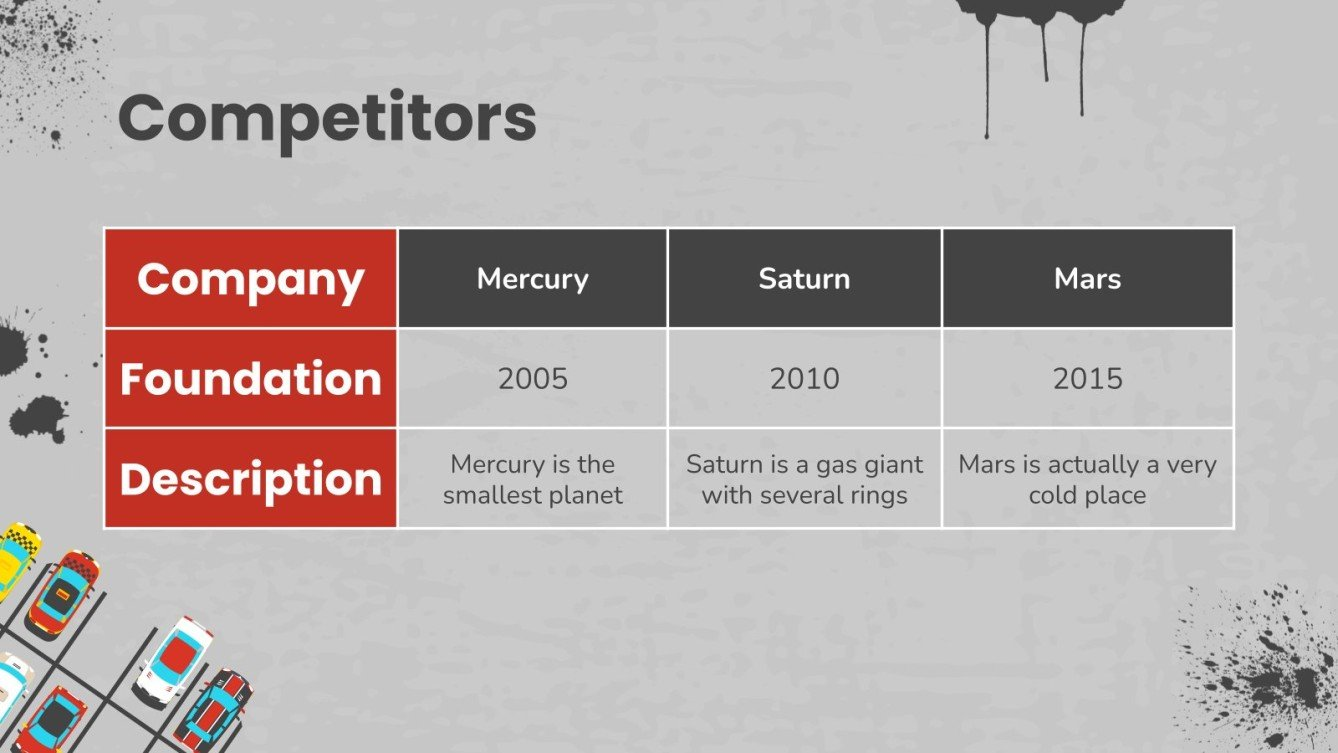 Competitors
Company Mercury Saturn Mars
Foundation 2005 2010 2015
Description Mercury is the smallest planet Saturn is a gas giant with several rings Mars is actually a very cold place